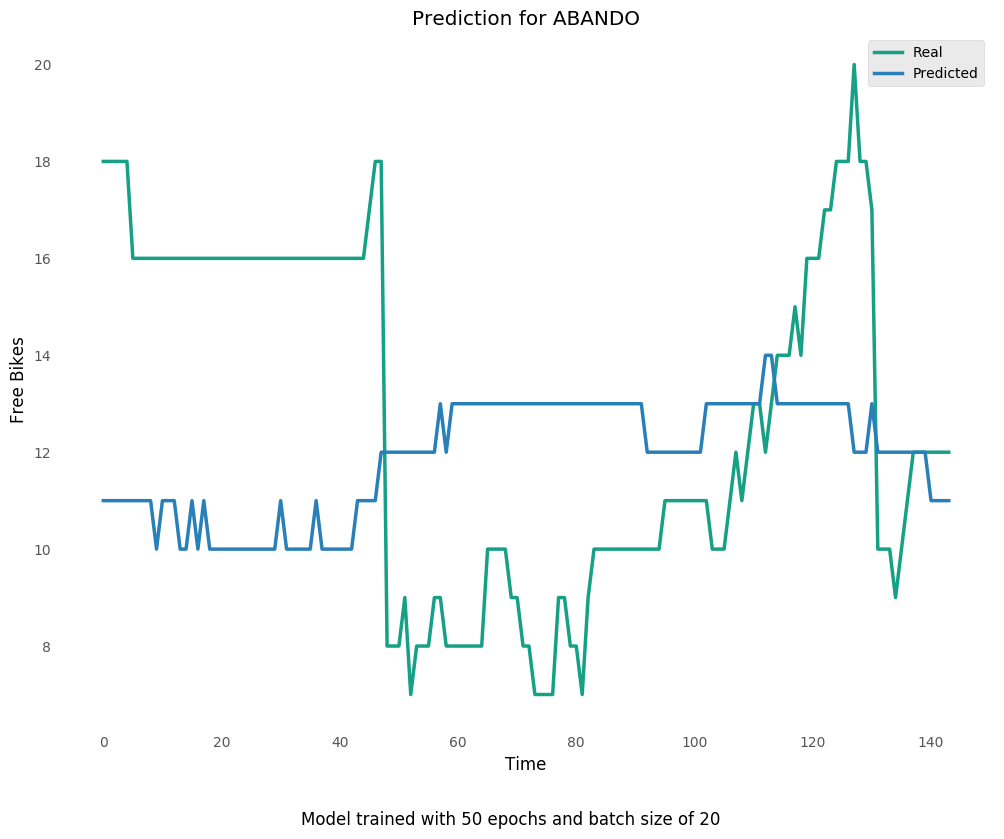 Prediction for ABANDO
Real
Predicted
Free Bikes
20
18
16
14
12
10
8
0 20 40 60 80 100 120 140
Time
Model trained with 50 epochs and batch size of 20